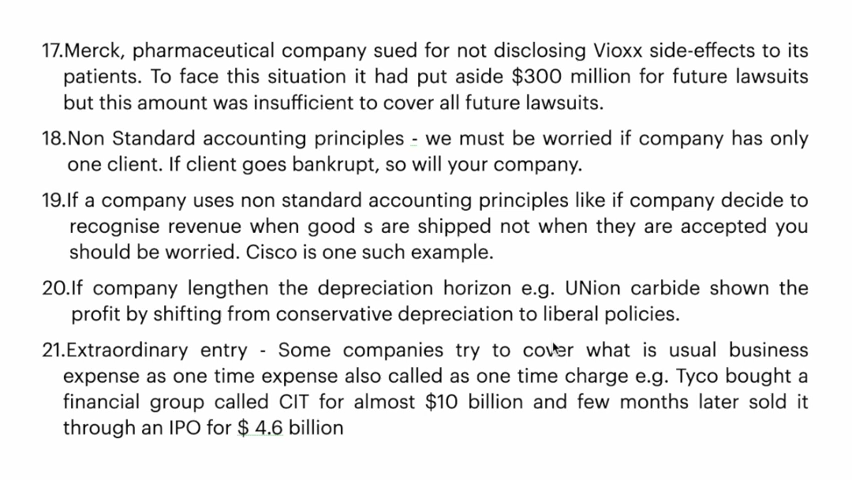 17.Merck, pharmaceutical company sued for not disclosing Vioxx side-effects to its
patients. To face this situation it had put aside $300 million for future lawsuits
but this amount was insufficient to cover all future lawsuits.
18.Non Standard accounting principles - we must be worried if company has only
one client. If client goes bankrupt, so will your company.
19.If a company uses non standard accounting principles like if company decide to
recognise revenue when good s are shipped not when they are accepted you
should be worried. Cisco is one such example.
20.If company lengthen the depreciation horizon e.g. UNion carbide shown the
profit by shifting from conservative depreciation to liberal policies.
21.Extraordinary entry - Some companies try to cover what is usual business
expense as one time expense also called as one time charge e.g. Tyco bought a
financial group called CIT for almost $10 billion and few months later sold it
through an IPO for $ 4.6 billion